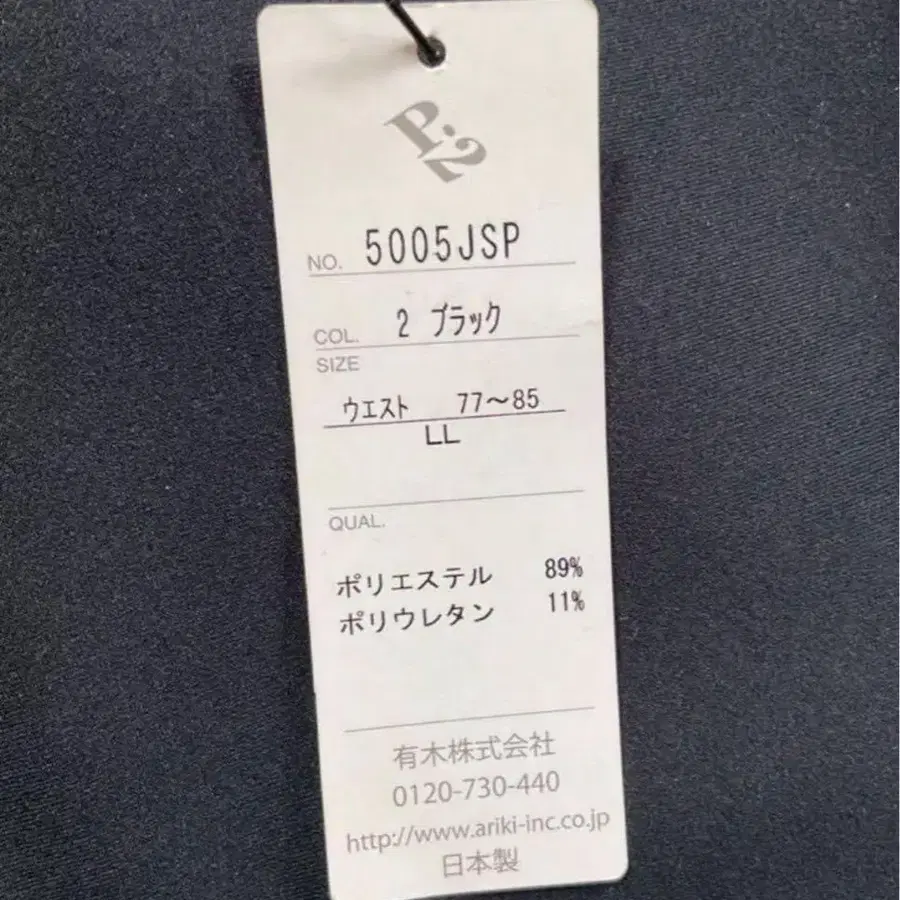 P.2
NO. 5005JSP
COL. 2 ブラック
SIZE
ウエスト 77～85
LL
QUAL.
ポリエステル 89%
ポリウレタン 11%
有木株式会社
0120-730-440
http://www.ariki-inc.co.jp
日本製